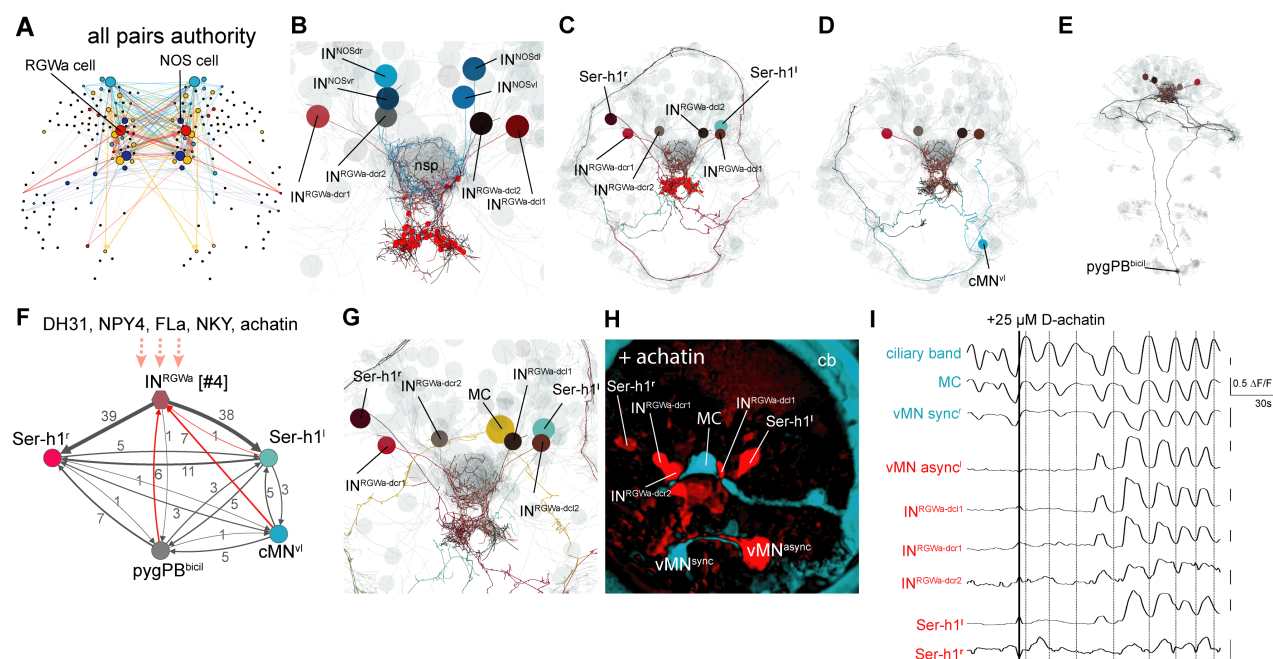 A
all pairs authority
RGWa cell
NOS cell
B
IN^NOSdr
IN^NOSdl
IN^NOSvr
IN^NOSvl
nsp
IN^RGWa-dcr2
IN^RGWa-dcr1
IN^RGWa-dcl2
IN^RGWa-dcl1
C
Ser-h1^r
Ser-h1^l
IN^RGWa-dcl2
IN^RGWa-dcr1
IN^RGWa-dcl1
IN^RGWa-dcr2
D
cMN^vl
E
pygPB^bicil
F
DH31, NPY4, FLa, NKY, achatin
IN^RGWa [#4]
39
38
1
7
Ser-h1^r
Ser-h1^l
5
11
6
1
3
3
1
5
1
3
7
1
5
cMN^vl
pygPB^bicil
G
IN^RGWa-dcl1
Ser-h1^r
IN^RGWa-dcr2
MC
Ser-h1^l
IN^RGWa-dcr1
IN^RGWa-dcl2
H
+ achatin
cb
Ser-h1^r
IN^RGWa-dcr1
IN^RGWa-dcl1
MC
Ser-h1^l
IN^RGWa-dcr2
vMN^sync
vMN^async
I
+25 µM D-achatin
ciliary band
MC
vMN sync^r
vMN async^l
IN^RGWa-dcl1
IN^RGWa-dcr1
IN^RGWa-dcr2
Ser-h1^l
Ser-h1^r
0.5 ΔF/F
30s